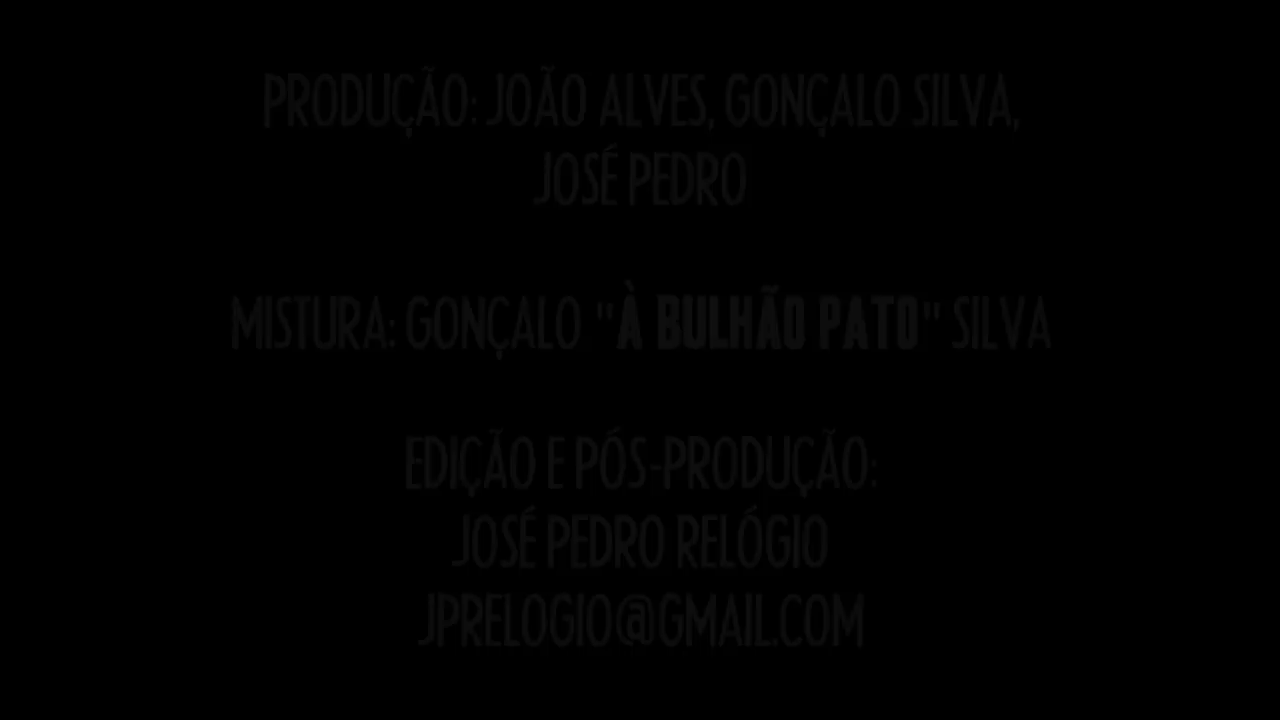 PRODUÇÃO: JOÃO ALVES, GONÇALO SILVA,
JOSÉ PEDRO
MISTURA: GONÇALO "À BULHÃO PATO" SILVA
EDIÇÃO E PÓS-PRODUÇÃO:
JOSÉ PEDRO RELÓGIO
JPRELOGIO@GMAIL.COM